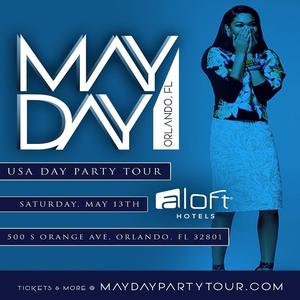 MAY
DAY
ORLANDO, FL
USA DAY PARTY TOUR
SATURDAY, MAY 13TH
aloft
HOTELS
500 S ORANGE AVE, ORLANDO, FL 32801
TICKETS & MORE @ MAYDAYPARTYTOUR.COM